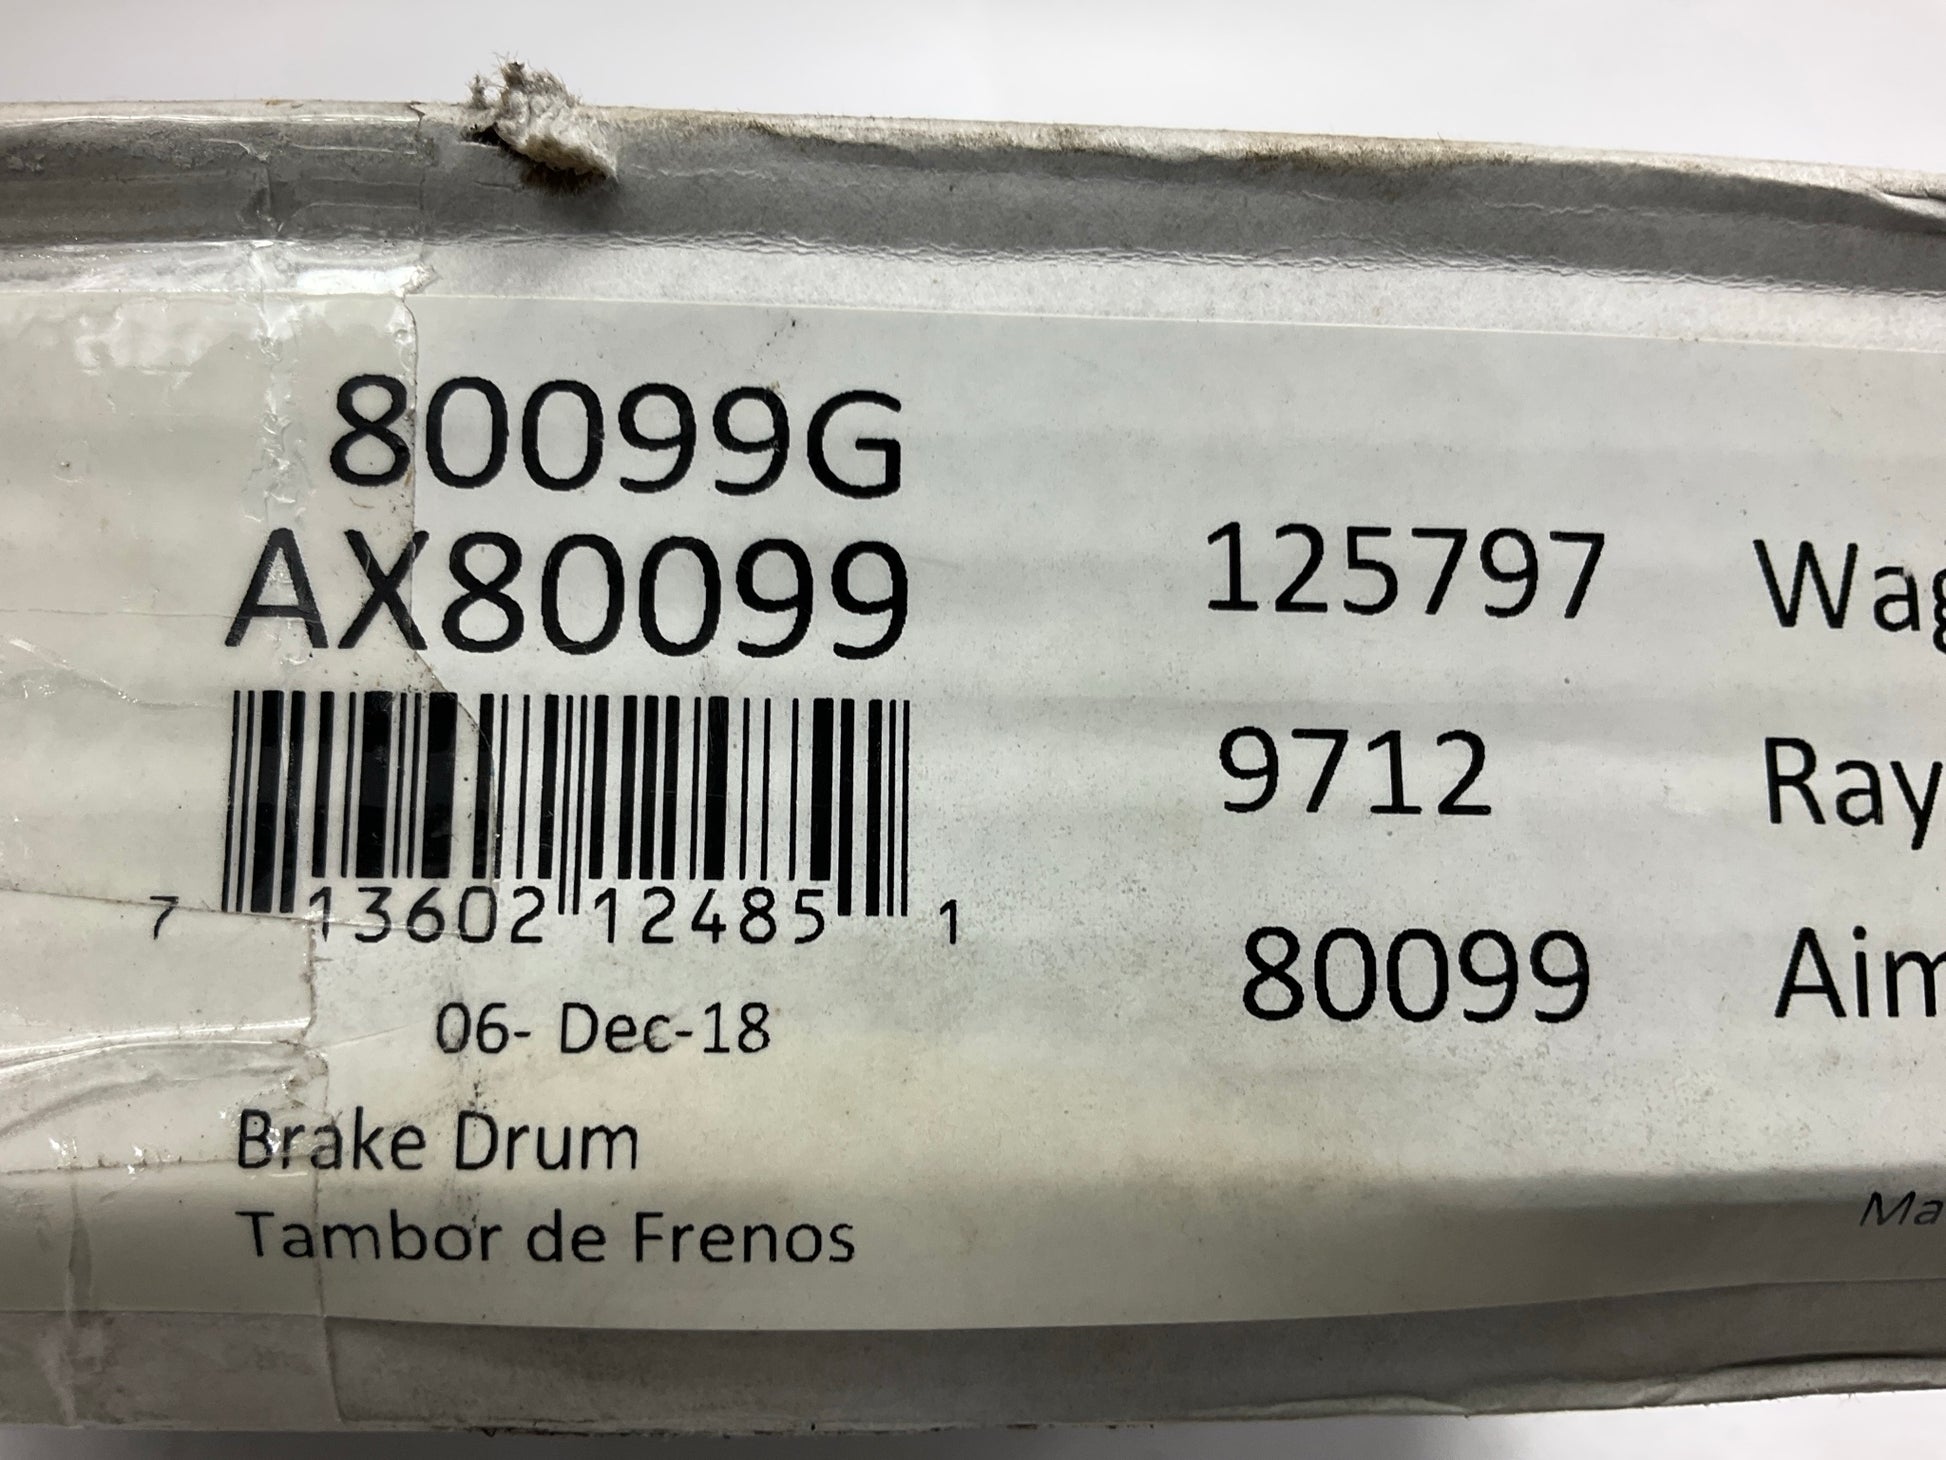 80099G
AX80099
125797 Wag
7 13602 12485 1
9712 Ray
80099 Aim
06- Dec-18
Brake Drum
Tambor de Frenos
Ma